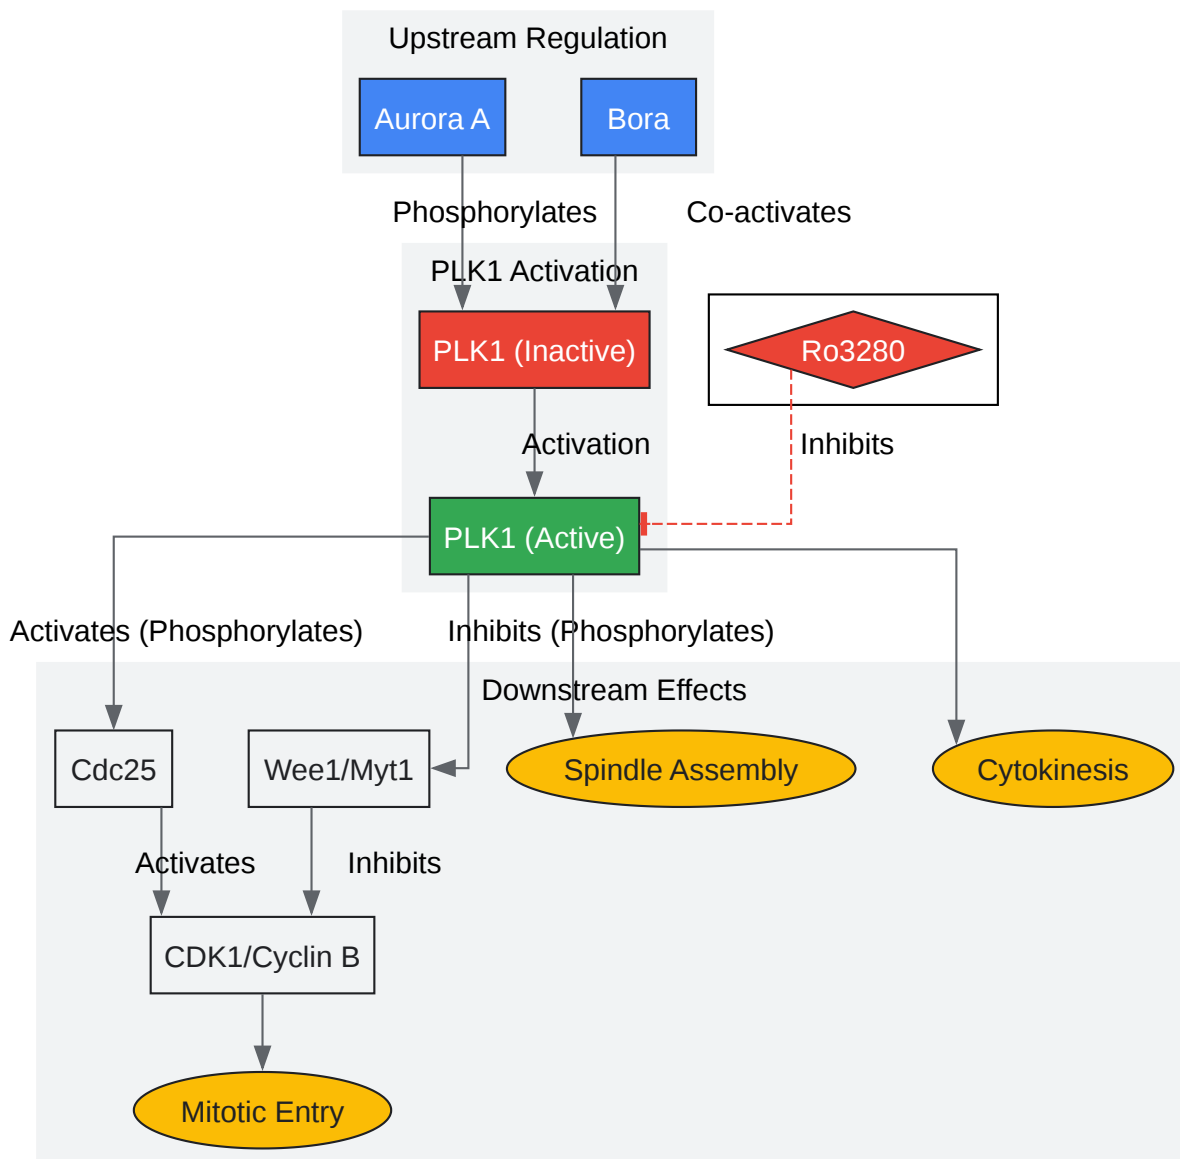 Upstream Regulation
Aurora A
Bora
Phosphorylates
Co-activates
PLK1 Activation
PLK1 (Inactive)
Ro3280
Activation
Inhibits
PLK1 (Active)
Activates (Phosphorylates)
Inhibits (Phosphorylates)
Downstream Effects
Cdc25
Wee1/Myt1
Spindle Assembly
Cytokinesis
Activates
Inhibits
CDK1/Cyclin B
Mitotic Entry